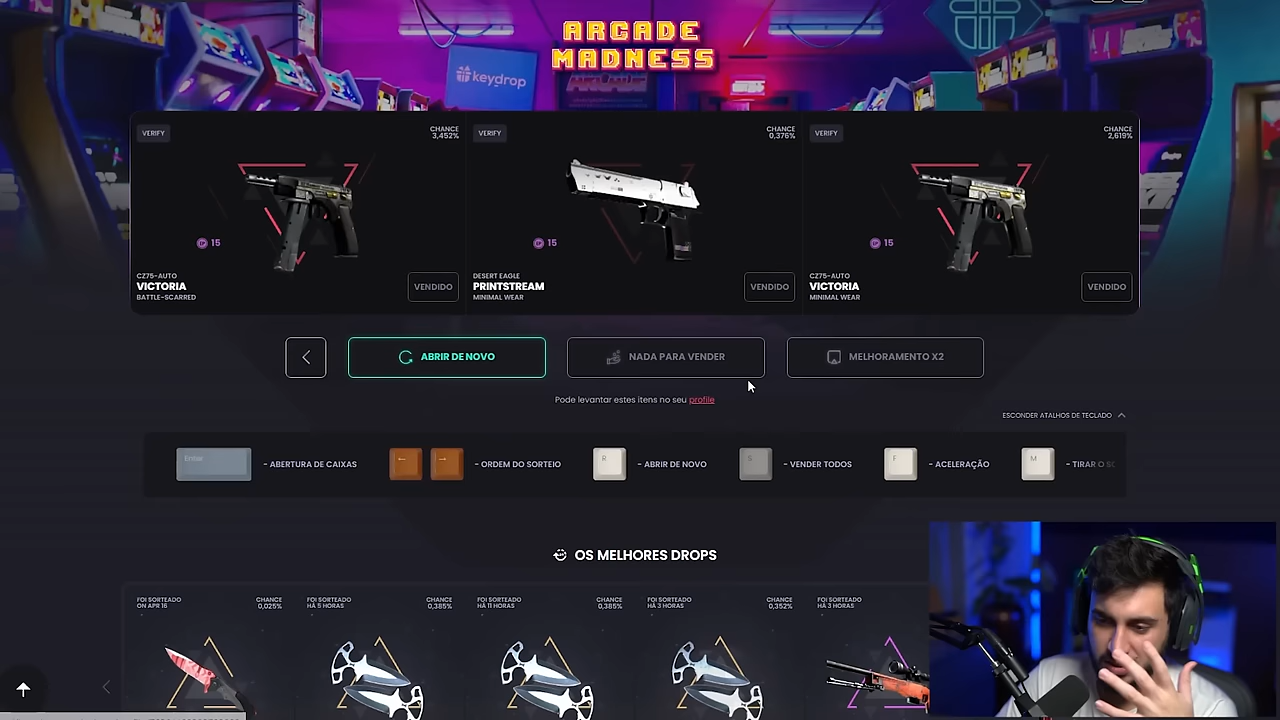 ARCADE
MADNESS
keydrop
VERIFY
CHANCE
3,452%
15
CZ75-AUTO
VICTORIA
BATTLE-SCARRED
VENDIDO
VERIFY
CHANCE
0,376%
15
DESERT EAGLE
PRINTSTREAM
MINIMAL WEAR
VENDIDO
VERIFY
CHANCE
2,619%
15
CZ75-AUTO
VICTORIA
MINIMAL WEAR
VENDIDO
ABRIR DE NOVO
NADA PARA VENDER
MELHORAMENTO X2
Pode levantar estes itens no seu profile
ESCONDER ATALHOS DE TECLADO
Enter
- ABERTURA DE CAIXAS
← →
- ORDEM DO SORTEIO
R
- ABRIR DE NOVO
S
- VENDER TODOS
F
- ACELERAÇÃO
M
- TIRAR O
OS MELHORES DROPS
FOI SORTEADO
ON APR 16
CHANCE
0,025%
FOI SORTEADO
HÁ 5 HORAS
CHANCE
0,385%
FOI SORTEADO
HÁ 11 HORAS
CHANCE
0,385%
FOI SORTEADO
HÁ 3 HORAS
CHANCE
0,352%
FOI SORTEADO
HÁ 3 HORAS